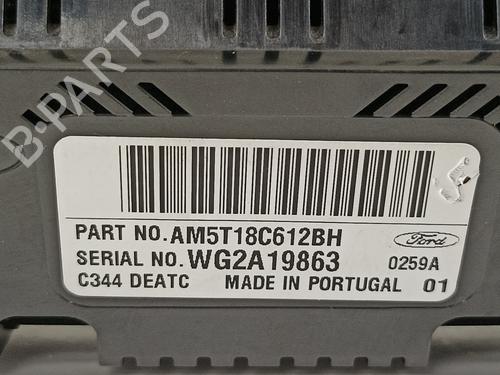 B-PARTS
PART NO.AM5T18C612BH
Ford
SERIAL NO.WG2A19863
0259A
C344 DEATC MADE IN PORTUGAL 01